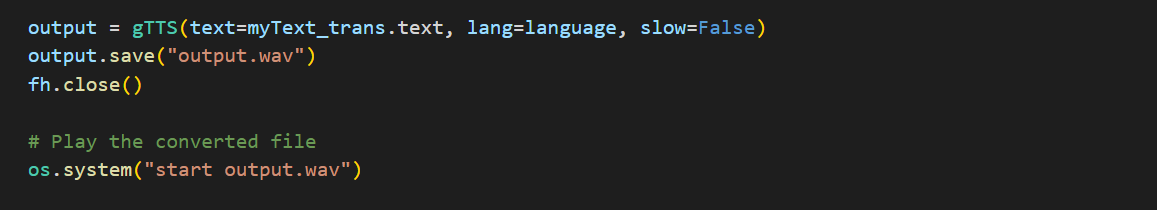 output = gTTS(text=myText_trans.text, lang=language, slow=False)
output.save("output.wav")
fh.close()
# Play the converted file
os.system("start output.wav")